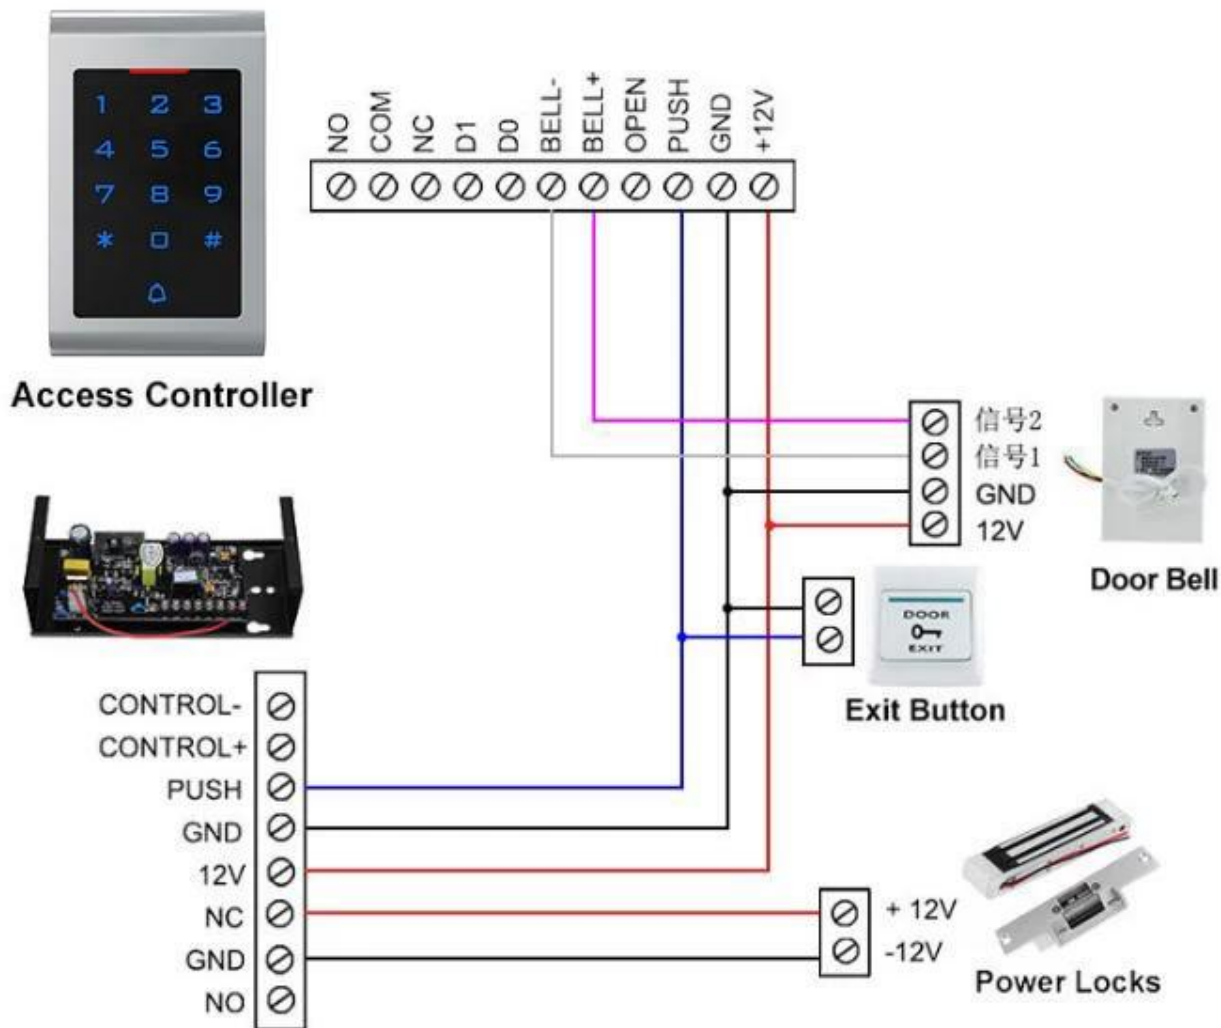 1 2 3
4 5 6
7 8 9
* 0 #
Access Controller
NO
COM
NC
D1
D0
BELL-
BELL+
OPEN
PUSH
GND
+12V
信号2
信号1
GND
12V
Door Bell
DOOR
EXIT
Exit Button
CONTROL-
CONTROL+
PUSH
GND
12V
NC
GND
NO
+ 12V
-12V
Power Locks